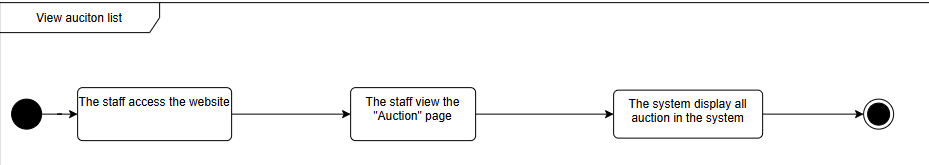 View auciton list
The staff access the website
The staff view the
"Auction" page
The system display all
auction in the system